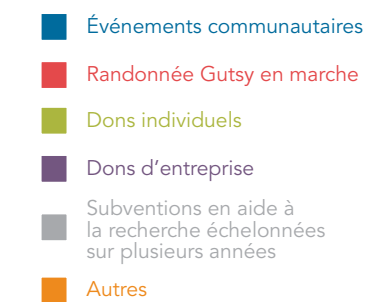 Événements communautaires
Randonnée Gutsy en marche
Dons individuels
Dons d’entreprise
Subventions en aide à
la recherche échelonnées
sur plusieurs années
Autres